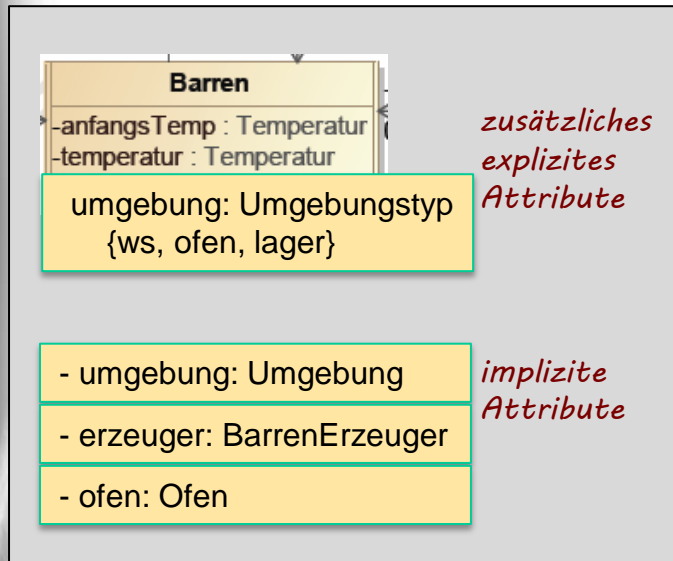 Barren
-anfangsTemp : Temperatur
-temperatur : Temperatur
umgebung: Umgebungstyp
{ws, ofen, lager}
zusätzliches
explizites
Attribute
- umgebung: Umgebung
- erzeuger: BarrenErzeuger
- ofen: Ofen
implizite
Attribute